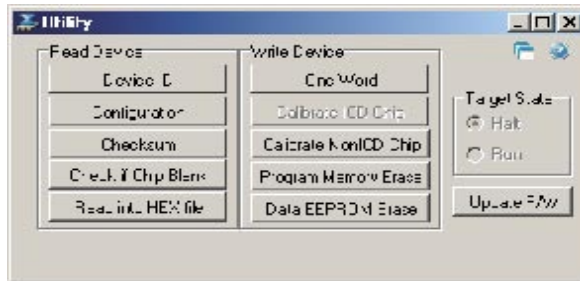 Utility
Read Device
Device ID
Configuration
Checksum
Check if Chip Blank
Read into HEX file
Write Device
One Word
Calibrate ICD Chip
Calibrate NonICD Chip
Program Memory Erase
Data EEPROM Erase
Target State
Halt
Run
Update F/W